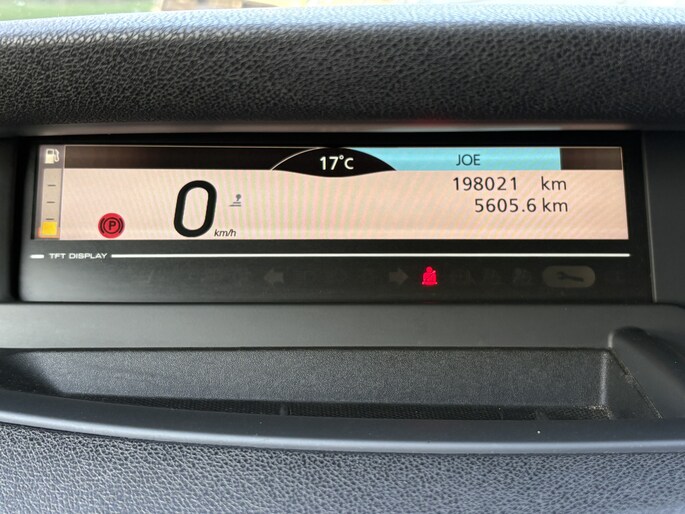 17°C
JOE
198021 km
5605.6 km
0
km/h
P
TFT DISPLAY